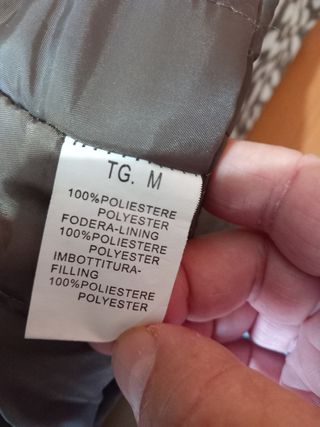 TG. M
100%POLIESTERE
POLYESTER
FODERA-LINING
100%POLIESTERE
POLYESTER
IMBOTTITURA-
FILLING
100%POLIESTERE
POLYESTER